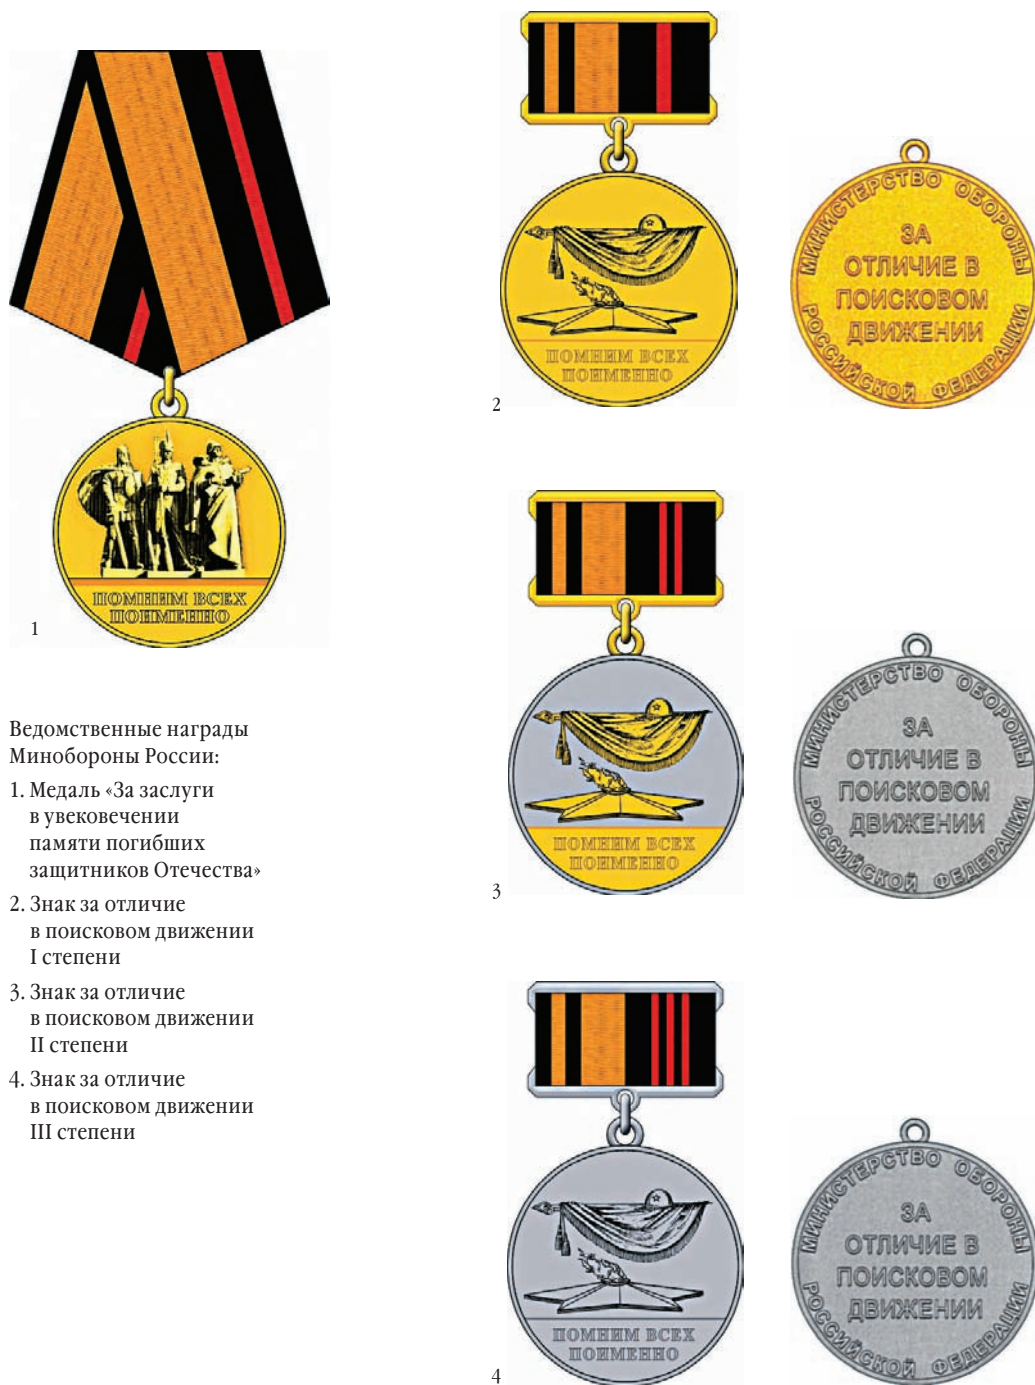 ПОМНИМ ВСЕХ
ПОИМЕННО
1
ПОМНИМ ВСЕХ
ПОИМЕННО
2
МИНИСТЕРСТВО ОБОРОНЫ
ЗА
ОТЛИЧИЕ В
ПОИСКОВОМ
ДВИЖЕНИИ
РОССИЙСКОЙ ФЕДЕРАЦИИ
Ведомственные награды
Минобороны России:
1. Медаль «За заслуги
в увековечении
памяти погибших
защитников Отечества»
2. Знак за отличие
в поисковом движении
I степени
3. Знак за отличие
в поисковом движении
II степени
4. Знак за отличие
в поисковом движении
III степени
ПОМНИМ ВСЕХ
ПОИМЕННО
3
МИНИСТЕРСТВО ОБОРОНЫ
ЗА
ОТЛИЧИЕ В
ПОИСКОВОМ
ДВИЖЕНИИ
РОССИЙСКОЙ ФЕДЕРАЦИИ
ПОМНИМ ВСЕХ
ПОИМЕННО
4
МИНИСТЕРСТВО ОБОРОНЫ
ЗА
ОТЛИЧИЕ В
ПОИСКОВОМ
ДВИЖЕНИИ
РОССИЙСКОЙ ФЕДЕРАЦИИ